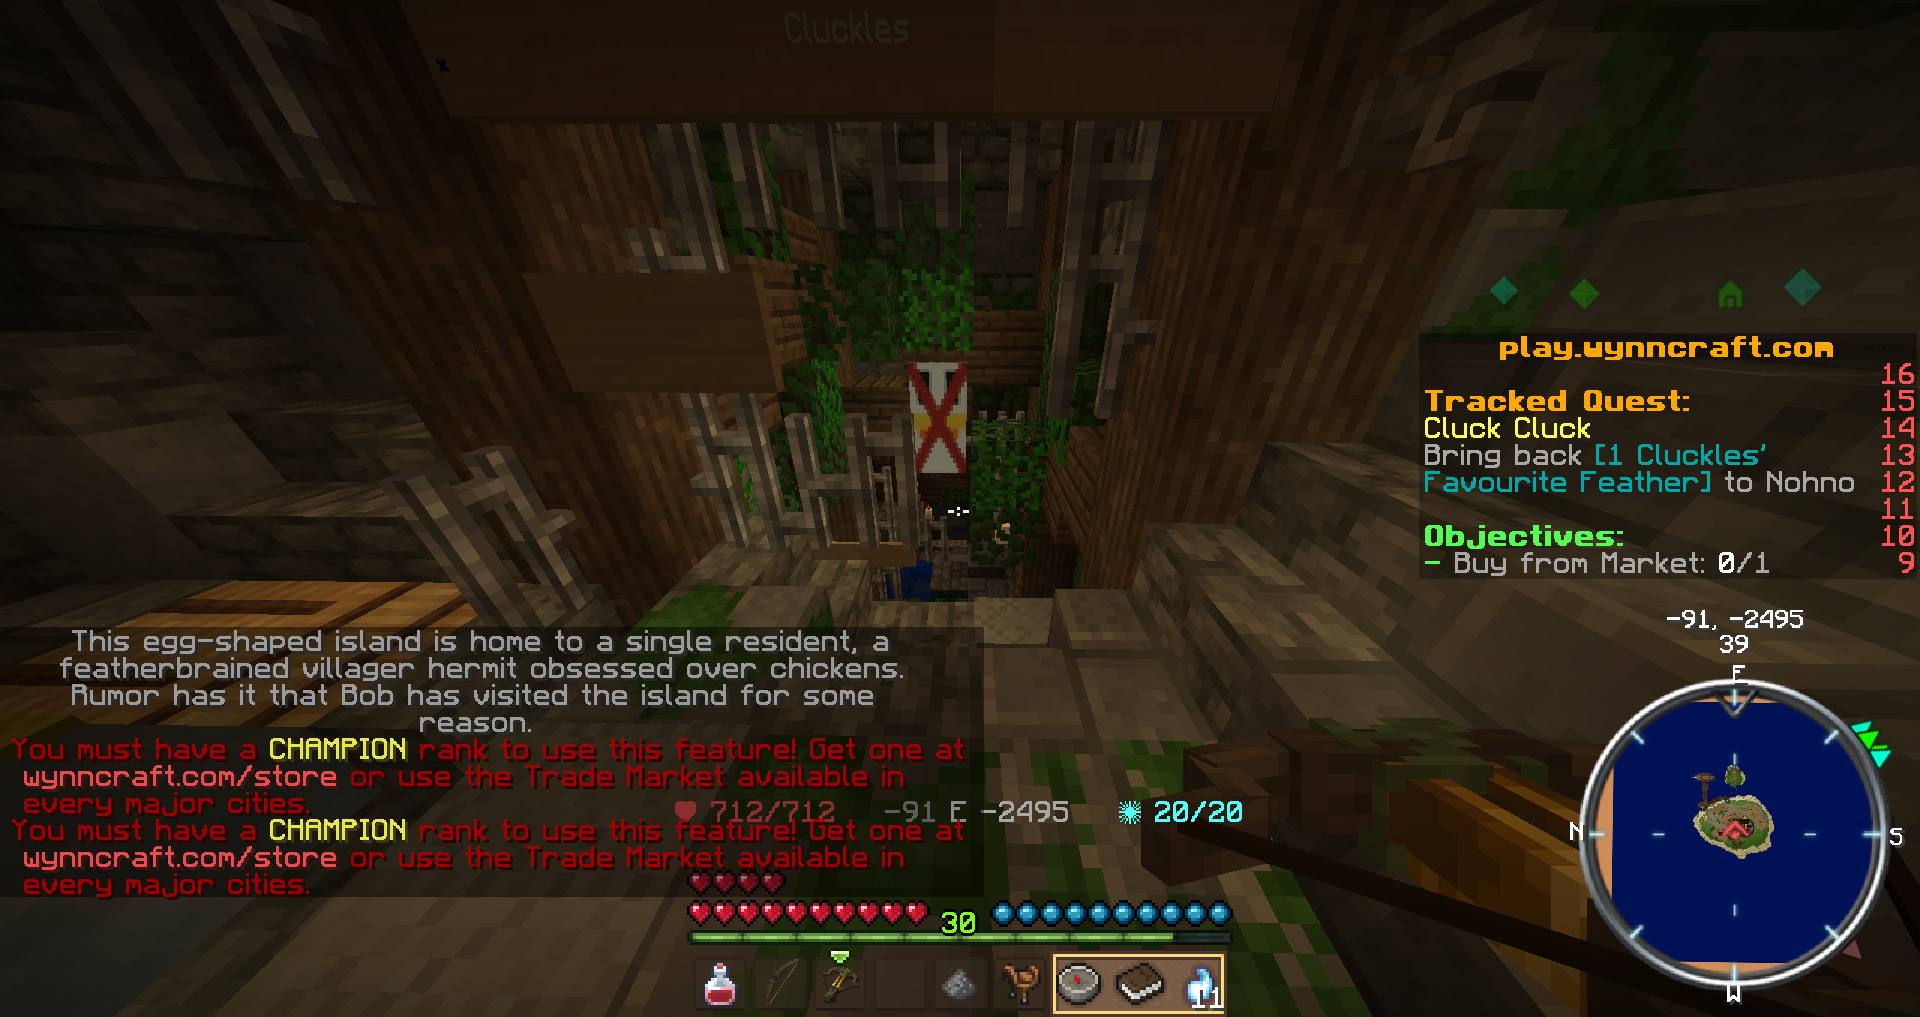 Cluckles
play.wynncraft.com
16
Tracked Quest: 15
Cluck Cluck 14
Bring back [1 Cluckles' 13
Favourite Feather] to Nohno 12
11
Objectives: 10
- Buy from Market: 0/1 9
-91, -2495
39
E
N
S
W
This egg-shaped island is home to a single resident, a
featherbrained villager hermit obsessed over chickens.
Rumor has it that Bob has visited the island for some
reason.
You must have a CHAMPION rank to use this feature! Get one at
wynncraft.com/store or use the Trade Market available in
every major cities.
You must have a CHAMPION rank to use this feature! Get one at
wynncraft.com/store or use the Trade Market available in
every major cities.
712/712 -91 E -2495 20/20
30
11